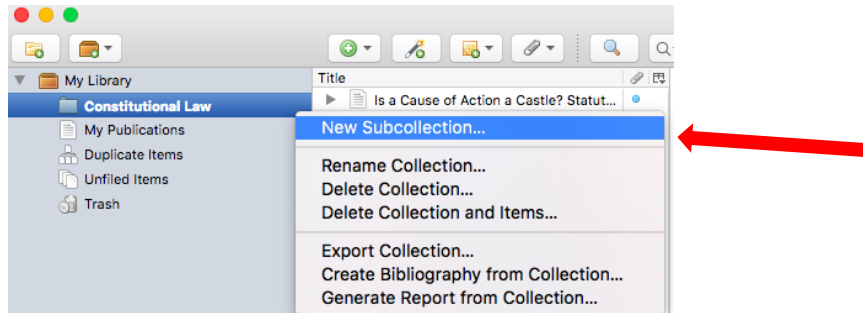 My Library
Title
Constitutional Law
Is a Cause of Action a Castle? Statut...
My Publications
Duplicate Items
Unfiled Items
Trash
New Subcollection...
Rename Collection...
Delete Collection...
Delete Collection and Items...
Export Collection...
Create Bibliography from Collection...
Generate Report from Collection...